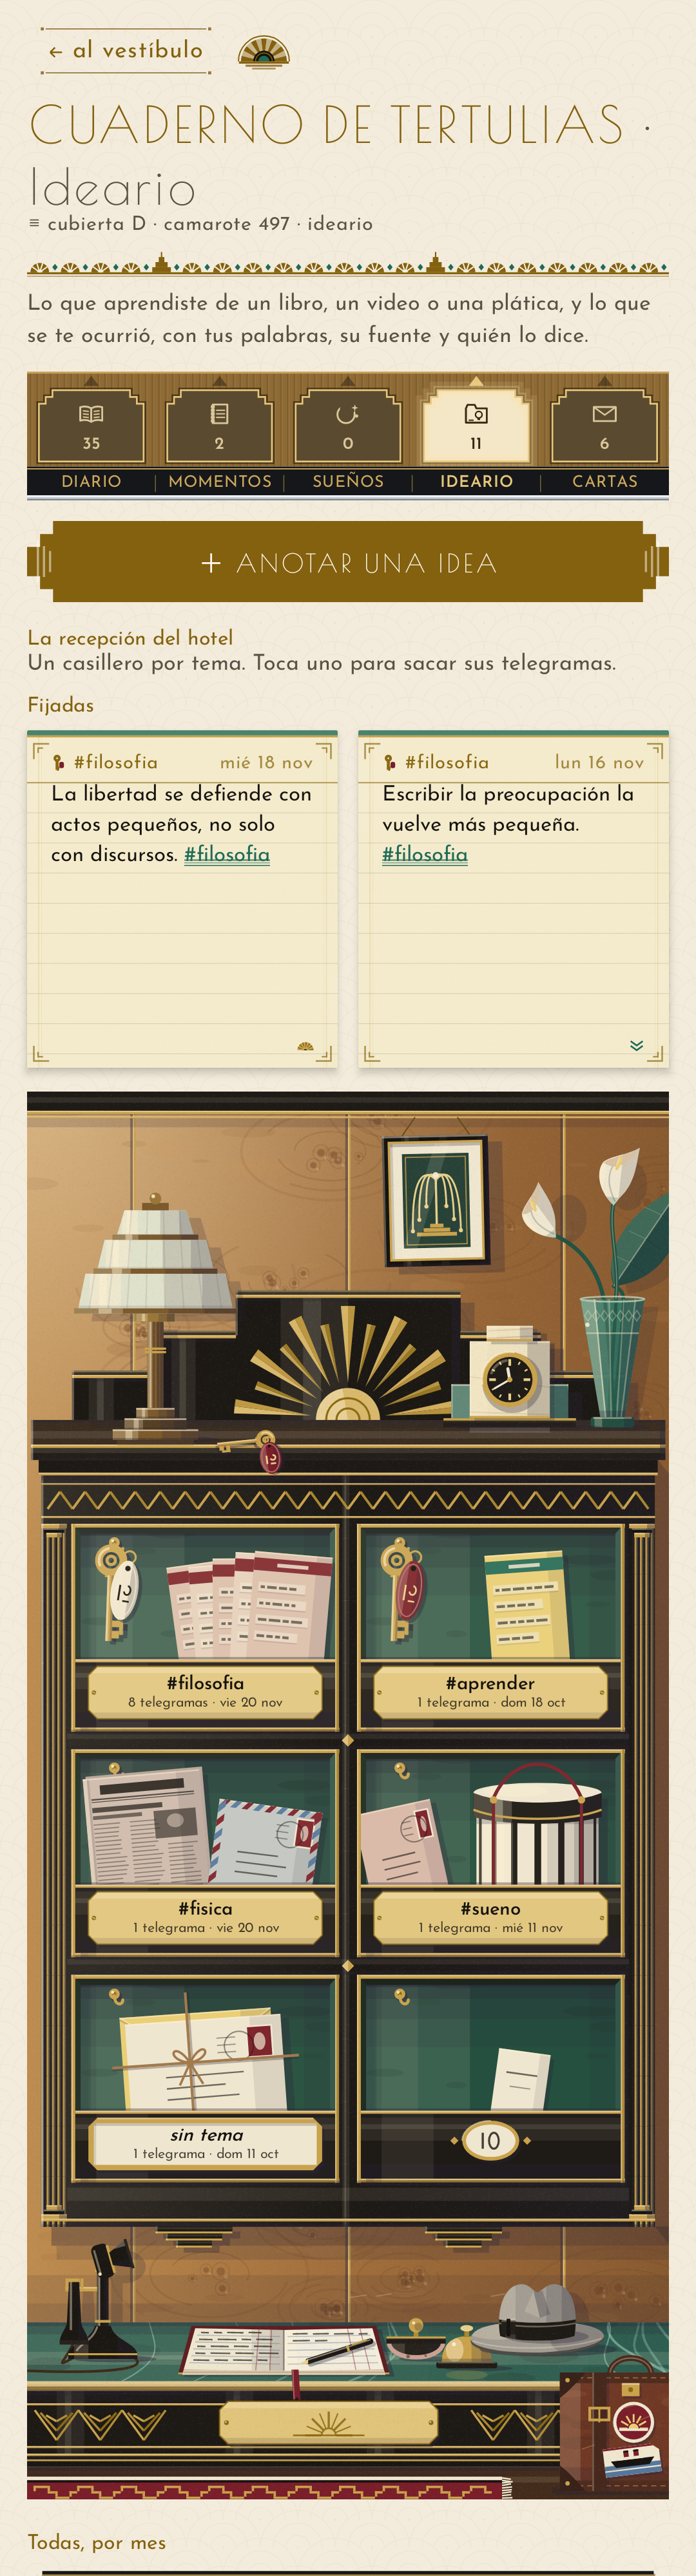 ← al vestíbulo
CUADERNO DE TERTULIAS ·
Ideario
≡ cubierta D · camarote 497 · ideario
Lo que aprendiste de un libro, un video o una plática, y lo que
se te ocurrió, con tus palabras, su fuente y quién lo dice.
35 2 0 11 6
DIARIO | MOMENTOS | SUEÑOS | IDEARIO | CARTAS
+ ANOTAR UNA IDEA
La recepción del hotel
Un casillero por tema. Toca uno para sacar sus telegramas.
Fijadas
#filosofia mié 18 nov
La libertad se defiende con
actos pequeños, no solo
con discursos. #filosofia
#filosofia lun 16 nov
Escribir la preocupación la
vuelve más pequeña.
#filosofia
#filosofia
8 telegramas · vie 20 nov
#aprender
1 telegrama · dom 18 oct
#fisica
1 telegrama · vie 20 nov
#sueno
1 telegrama · mié 11 nov
sin tema
1 telegrama · dom 11 oct
10
Todas, por mes